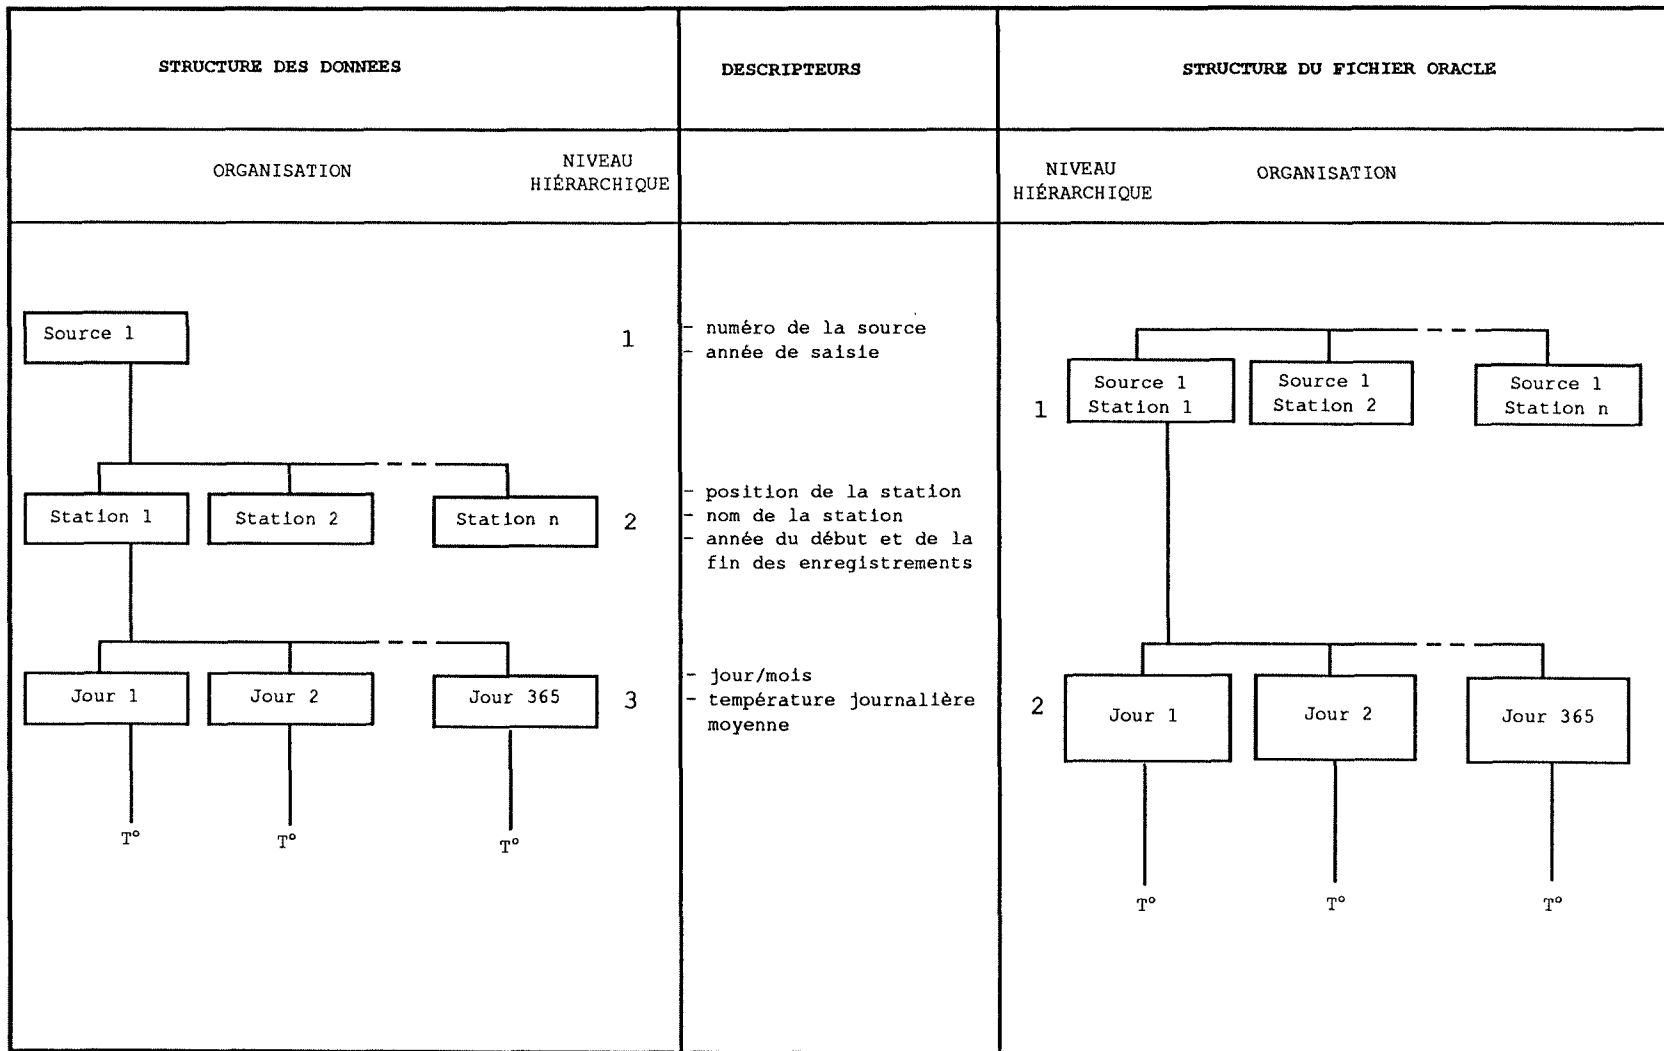 STRUCTURE DES DONNEES
DESCRIPTEURS
STRUCTURE DU FICHIER ORACLE
ORGANISATION
NIVEAU
HIÉRARCHIQUE
NIVEAU
HIÉRARCHIQUE
ORGANISATION
Source 1
1
- numéro de la source
- année de saisie
Station 1
Station 2
Station n
2
- position de la station
- nom de la station
- année du début et de la
fin des enregistrements
Jour 1
Jour 2
Jour 365
3
- jour/mois
- température journalière
moyenne
T°
T°
T°
1
Source 1
Station 1
Source 1
Station 2
Source 1
Station n
2
Jour 1
Jour 2
Jour 365
T°
T°
T°